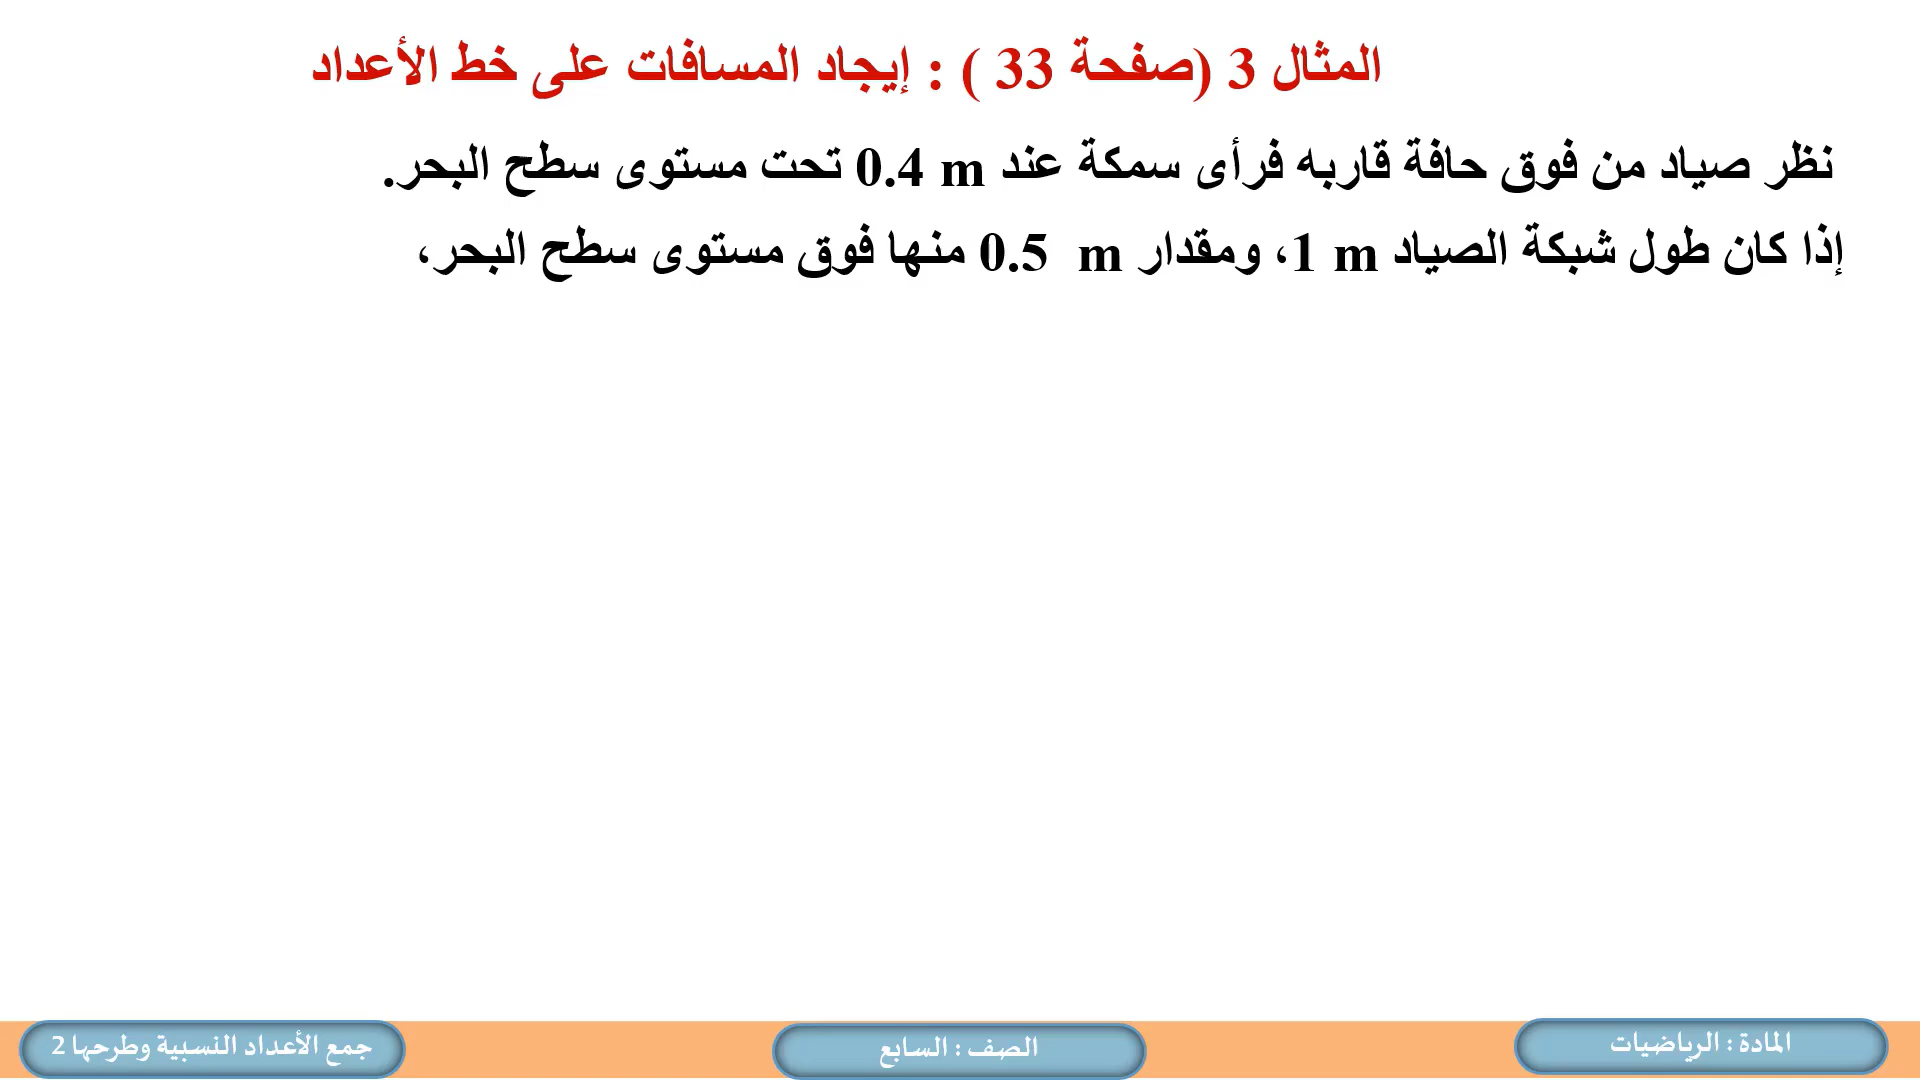 المثال 3 (صفحة 33 ) : إيجاد المسافات على خط الأعداد
نظر صياد من فوق حافة قاربه فرأى سمكة عند 0.4 m تحت مستوى سطح البحر.
إذا كان طول شبكة الصياد 1 m، ومقدار 0.5 m منها فوق مستوى سطح البحر،
المادة : الرياضيات
الصف : السابع
جمع الأعداد النسبية وطرحها 2